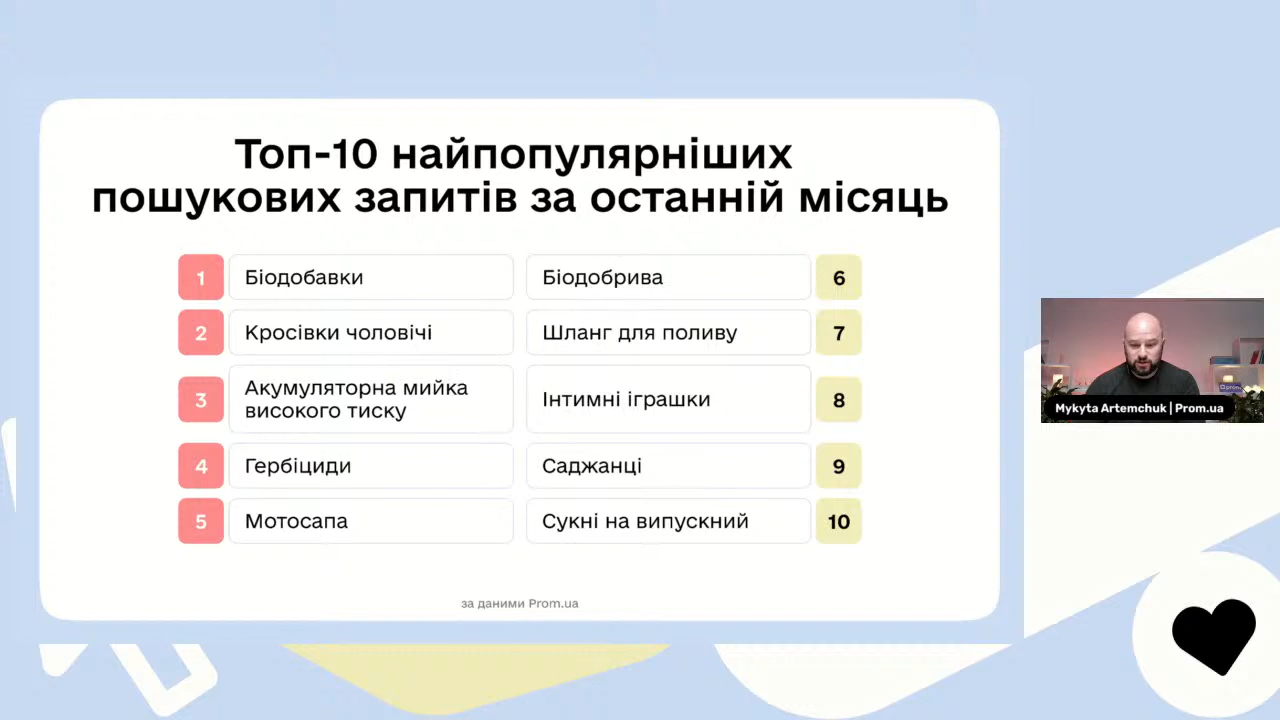 Топ-10 найпопулярніших
пошукових запитів за останній місяць
1 Біодобавки
2 Кросівки чоловічі
3 Акумуляторна мийка
високого тиску
4 Гербіциди
5 Мотосапа
Біодобрива 6
Шланг для поливу 7
Інтимні іграшки 8
Саджанці 9
Сукні на випускний 10
за даними Prom.ua
Mykyta Artemchuk | Prom.ua